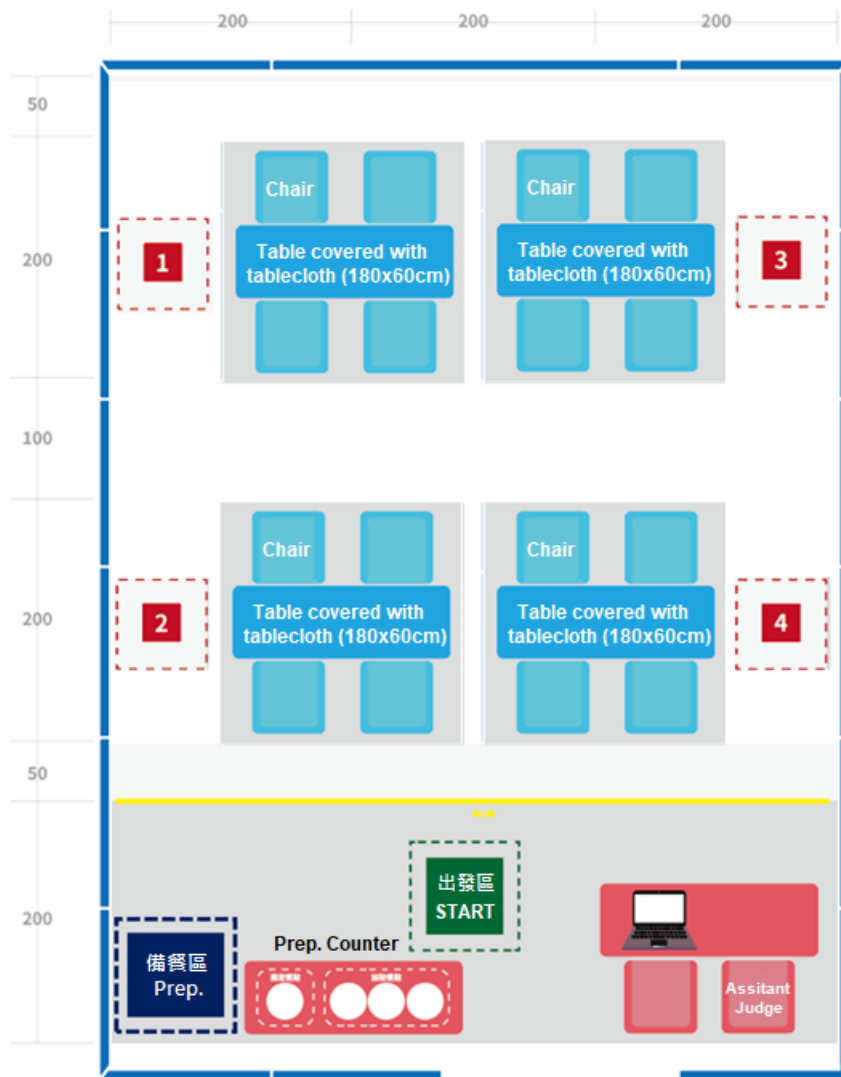 200
200
200
50
200
100
200
50
200
Chair
Table covered with
tablecloth (180x60cm)
Chair
Table covered with
tablecloth (180x60cm)
1
3
Chair
Table covered with
tablecloth (180x60cm)
Chair
Table covered with
tablecloth (180x60cm)
2
4
出發區
START
備餐區
Prep.
Prep. Counter
Assitant
Judge